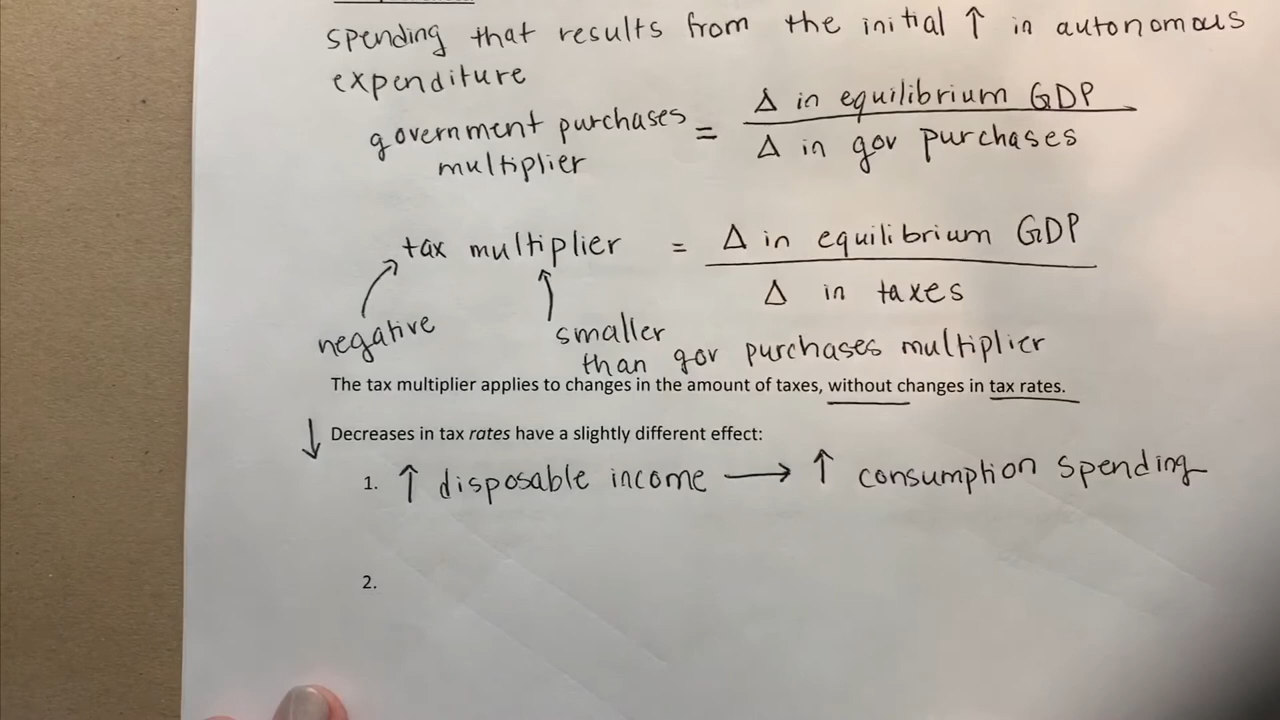 spending that results from the initial ↑ in autonomous
expenditure
government purchases multiplier = Δ in equilibrium GDP
Δ in gov purchases
tax multiplier = Δ in equilibrium GDP
Δ in taxes
negative
smaller
than gov purchases multiplier
The tax multiplier applies to changes in the amount of taxes, without changes in tax rates.
↓ Decreases in tax rates have a slightly different effect:
1. ↑ disposable income → ↑ consumption spending
2.